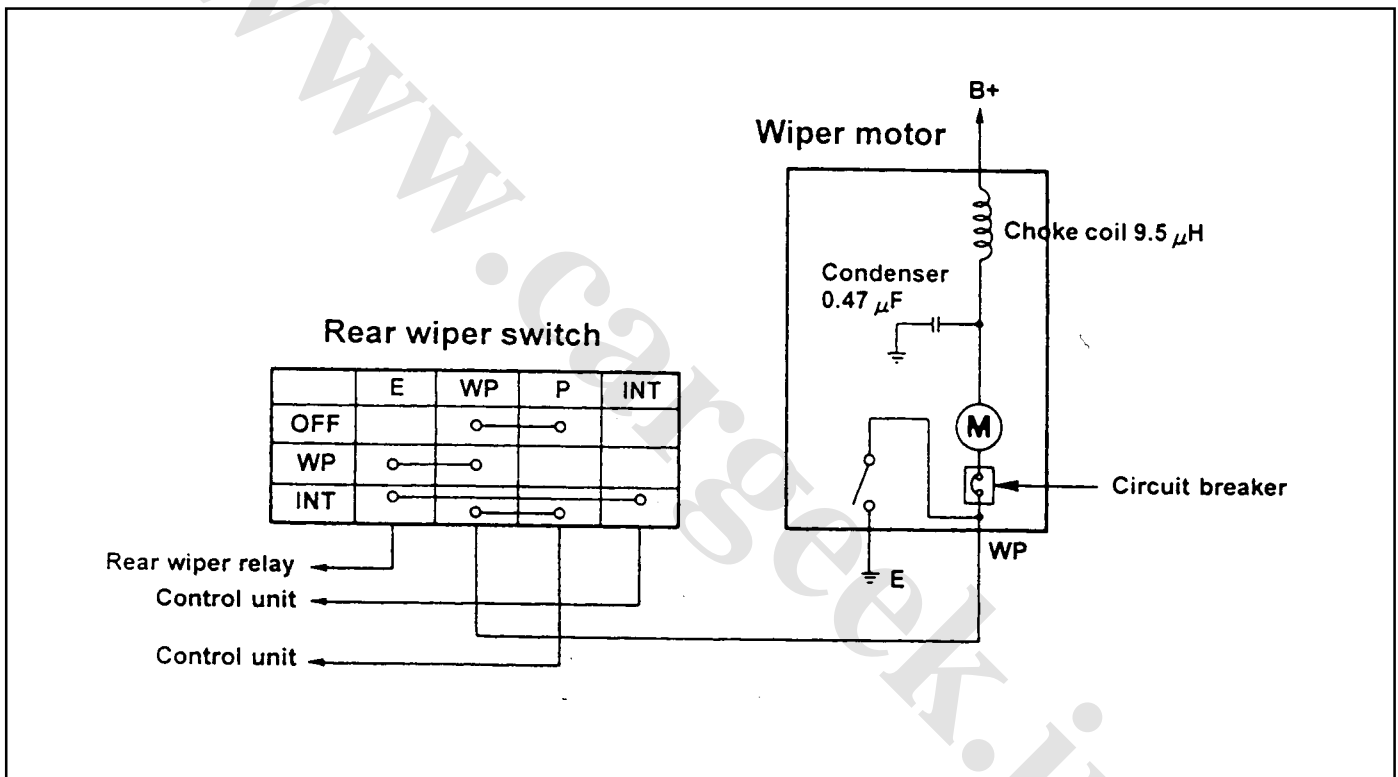 B+
Wiper motor
Choke coil 9.5 μH
Condenser
0.47 μF
Rear wiper switch
E WP P INT
OFF
WP
INT
M
Circuit breaker
WP
E
Rear wiper relay
Control unit
Control unit
www.cargeek.i